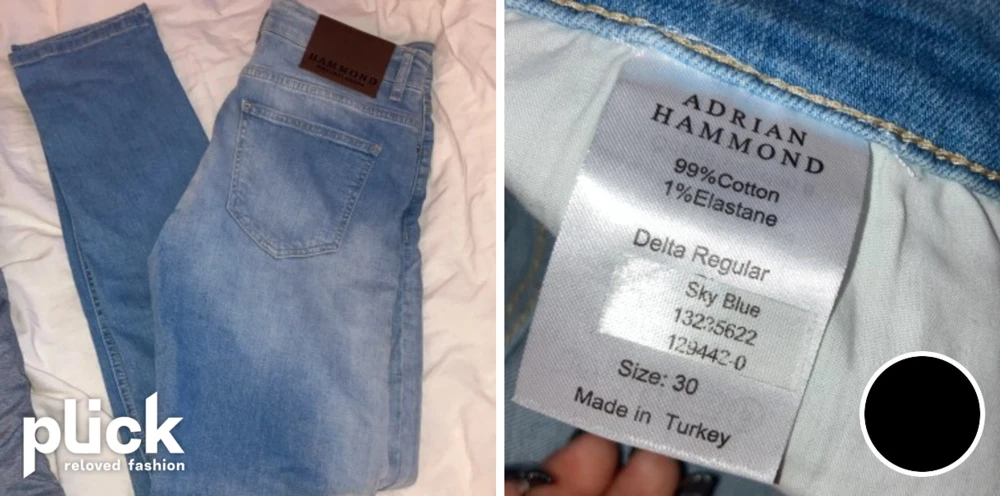 HAMMOND
plick
reloved fashion
ADRIAN
HAMMOND
99%Cotton
1%Elastane
Delta Regular
Sky Blue
129442-0
Size: 30
Made in Turkey